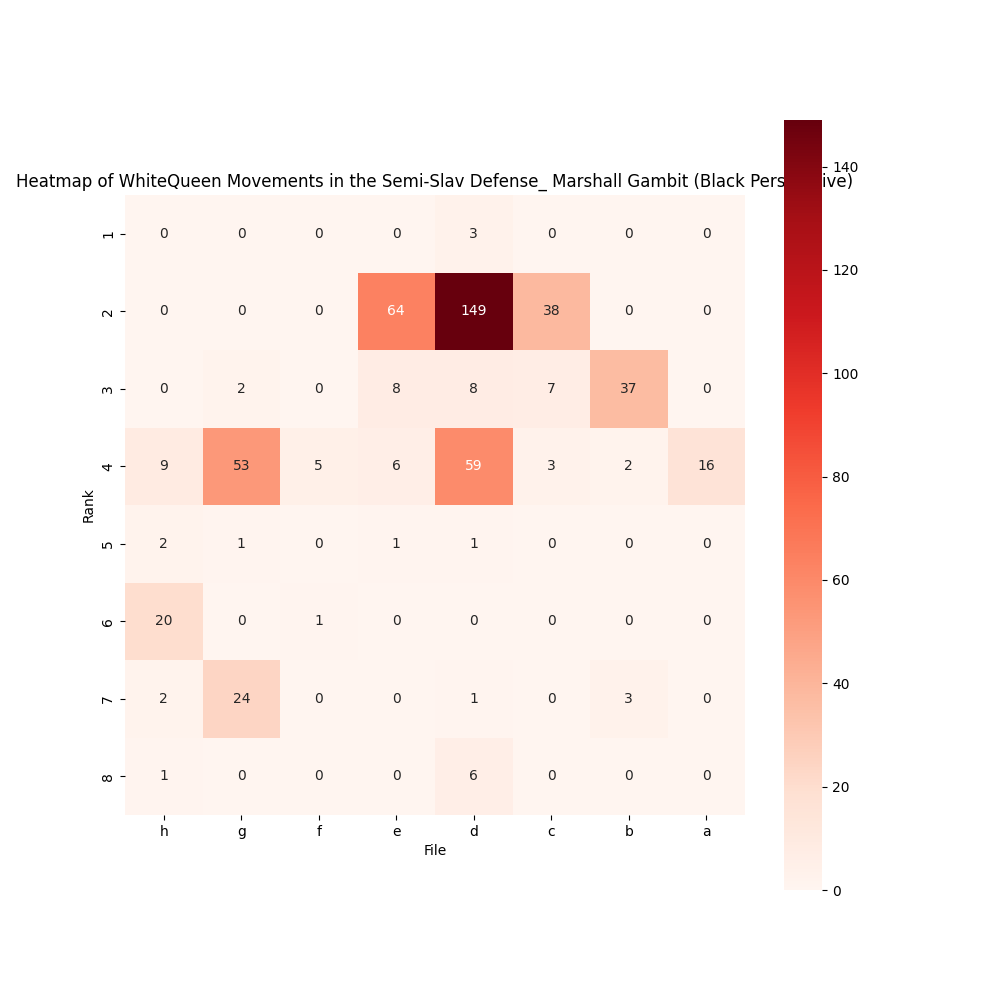 Heatmap of WhiteQueen Movements in the Semi-Slav Defense_ Marshall Gambit (Black Perspective)
1 0 0 0 0 3 0 0 0
2 0 0 0 64 149 38 0 0
3 0 2 0 8 8 7 37 0
4 9 53 5 6 59 3 2 16
5 2 1 0 1 1 0 0 0
6 20 0 1 0 0 0 0 0
7 2 24 0 0 1 0 3 0
8 1 0 0 0 6 0 0 0
h g f e d c b a
File
Rank
140
120
100
80
60
40
20
0